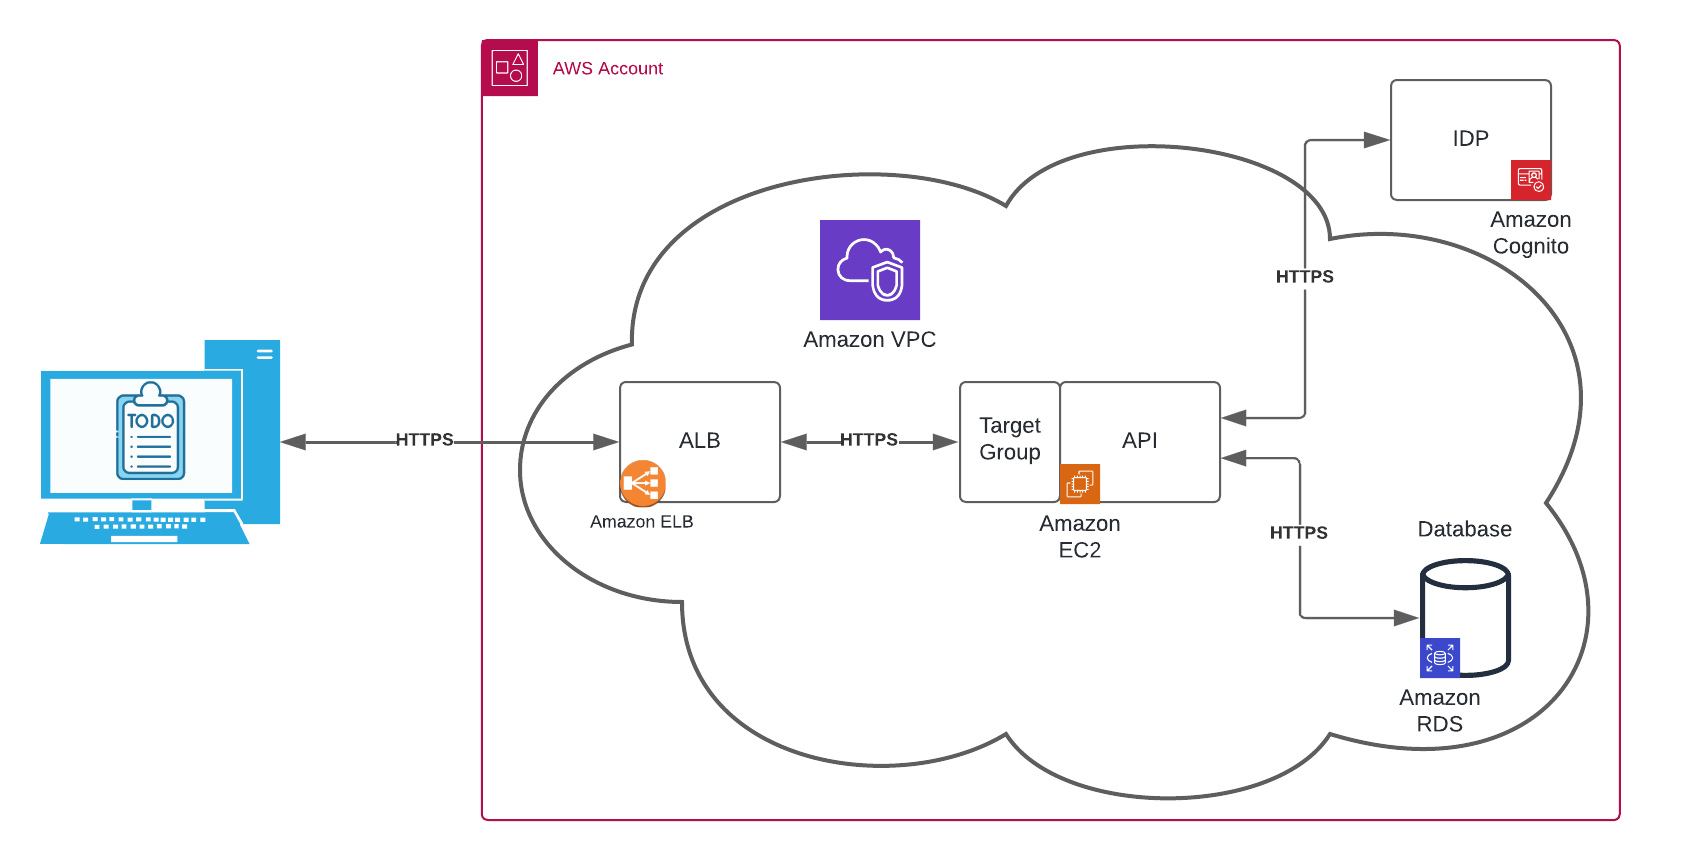 AWS Account
IDP
Amazon
Cognito
HTTPS
Amazon VPC
TODO
HTTPS
ALB
Amazon ELB
HTTPS
Target
Group
API
Amazon
EC2
HTTPS
Database
Amazon
RDS